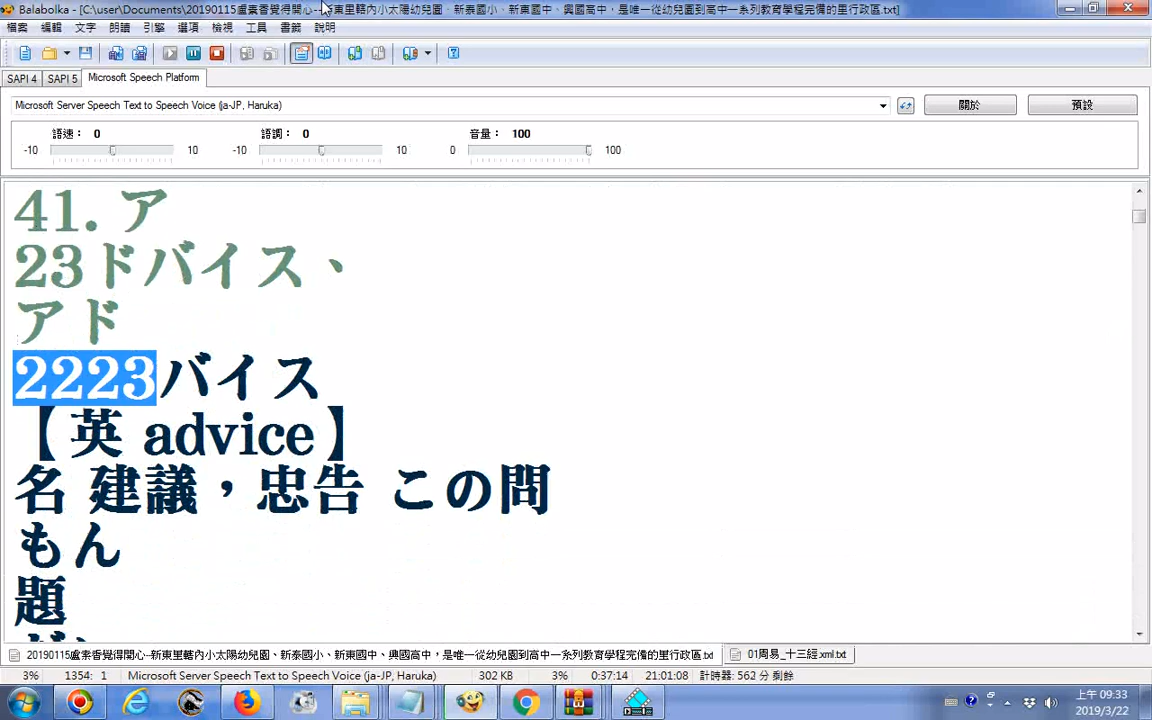 Balabolka - [C:\user\Documents\20190115盧素香覺得開心--新東里轄內小太陽幼兒園、新泰國小、新東國中、興國高中，是唯一從幼兒園到高中一系列教育學程完備的里行政區.txt]
檔案 編輯 文字 朗讀 引擎 選項 檢視 工具 書籤 說明
SAPI 4 SAPI 5 Microsoft Speech Platform
Microsoft Server Speech Text to Speech Voice (ja-JP, Haruka) 關於 預設
語速： 0 語調： 0 音量： 100
-10 10 -10 10 0 100
41. ア
23ドバイス、
アド
2223バイス
【英 advice】
名 建議，忠告 この問
もん
題
20190115盧素香覺得開心--新東里轄內小太陽幼兒園、新泰國小、新東國中、興國高中，是唯一從幼兒園到高中一系列教育學程完備的里行政區.txt 01周易_十三經.xml.txt
3% 1354: 1 Microsoft Server Speech Text to Speech Voice (ja-JP, Haruka) 302 KB 3% 0:37:14 21:01:08 計時器: 562 分 剩餘
上午 09:33
2019/3/22